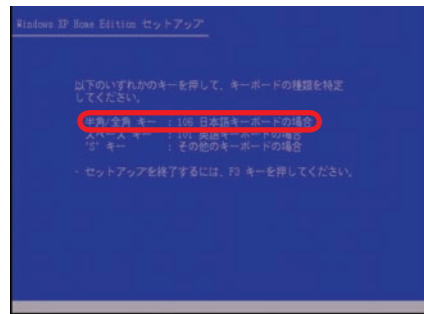 Windows XP Home Edition セットアップ
以下のいずれかのキーを押して、キーボードの種類を特定
してください。
半角/全角 キー : 106 日本語キーボードの場合
スペース キー : 101 英語キーボードの場合
'S' キー : その他のキーボードの場合
・ セットアップを終了するには、F3 キーを押してください。